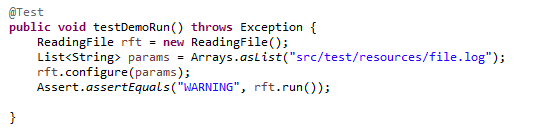 @Test
public void testDemoRun() throws Exception {
    ReadingFile rft = new ReadingFile();
    List<String> params = Arrays.asList("src/test/resources/file.log");
    rft.configure(params);
    Assert.assertEquals("WARNING", rft.run());
}